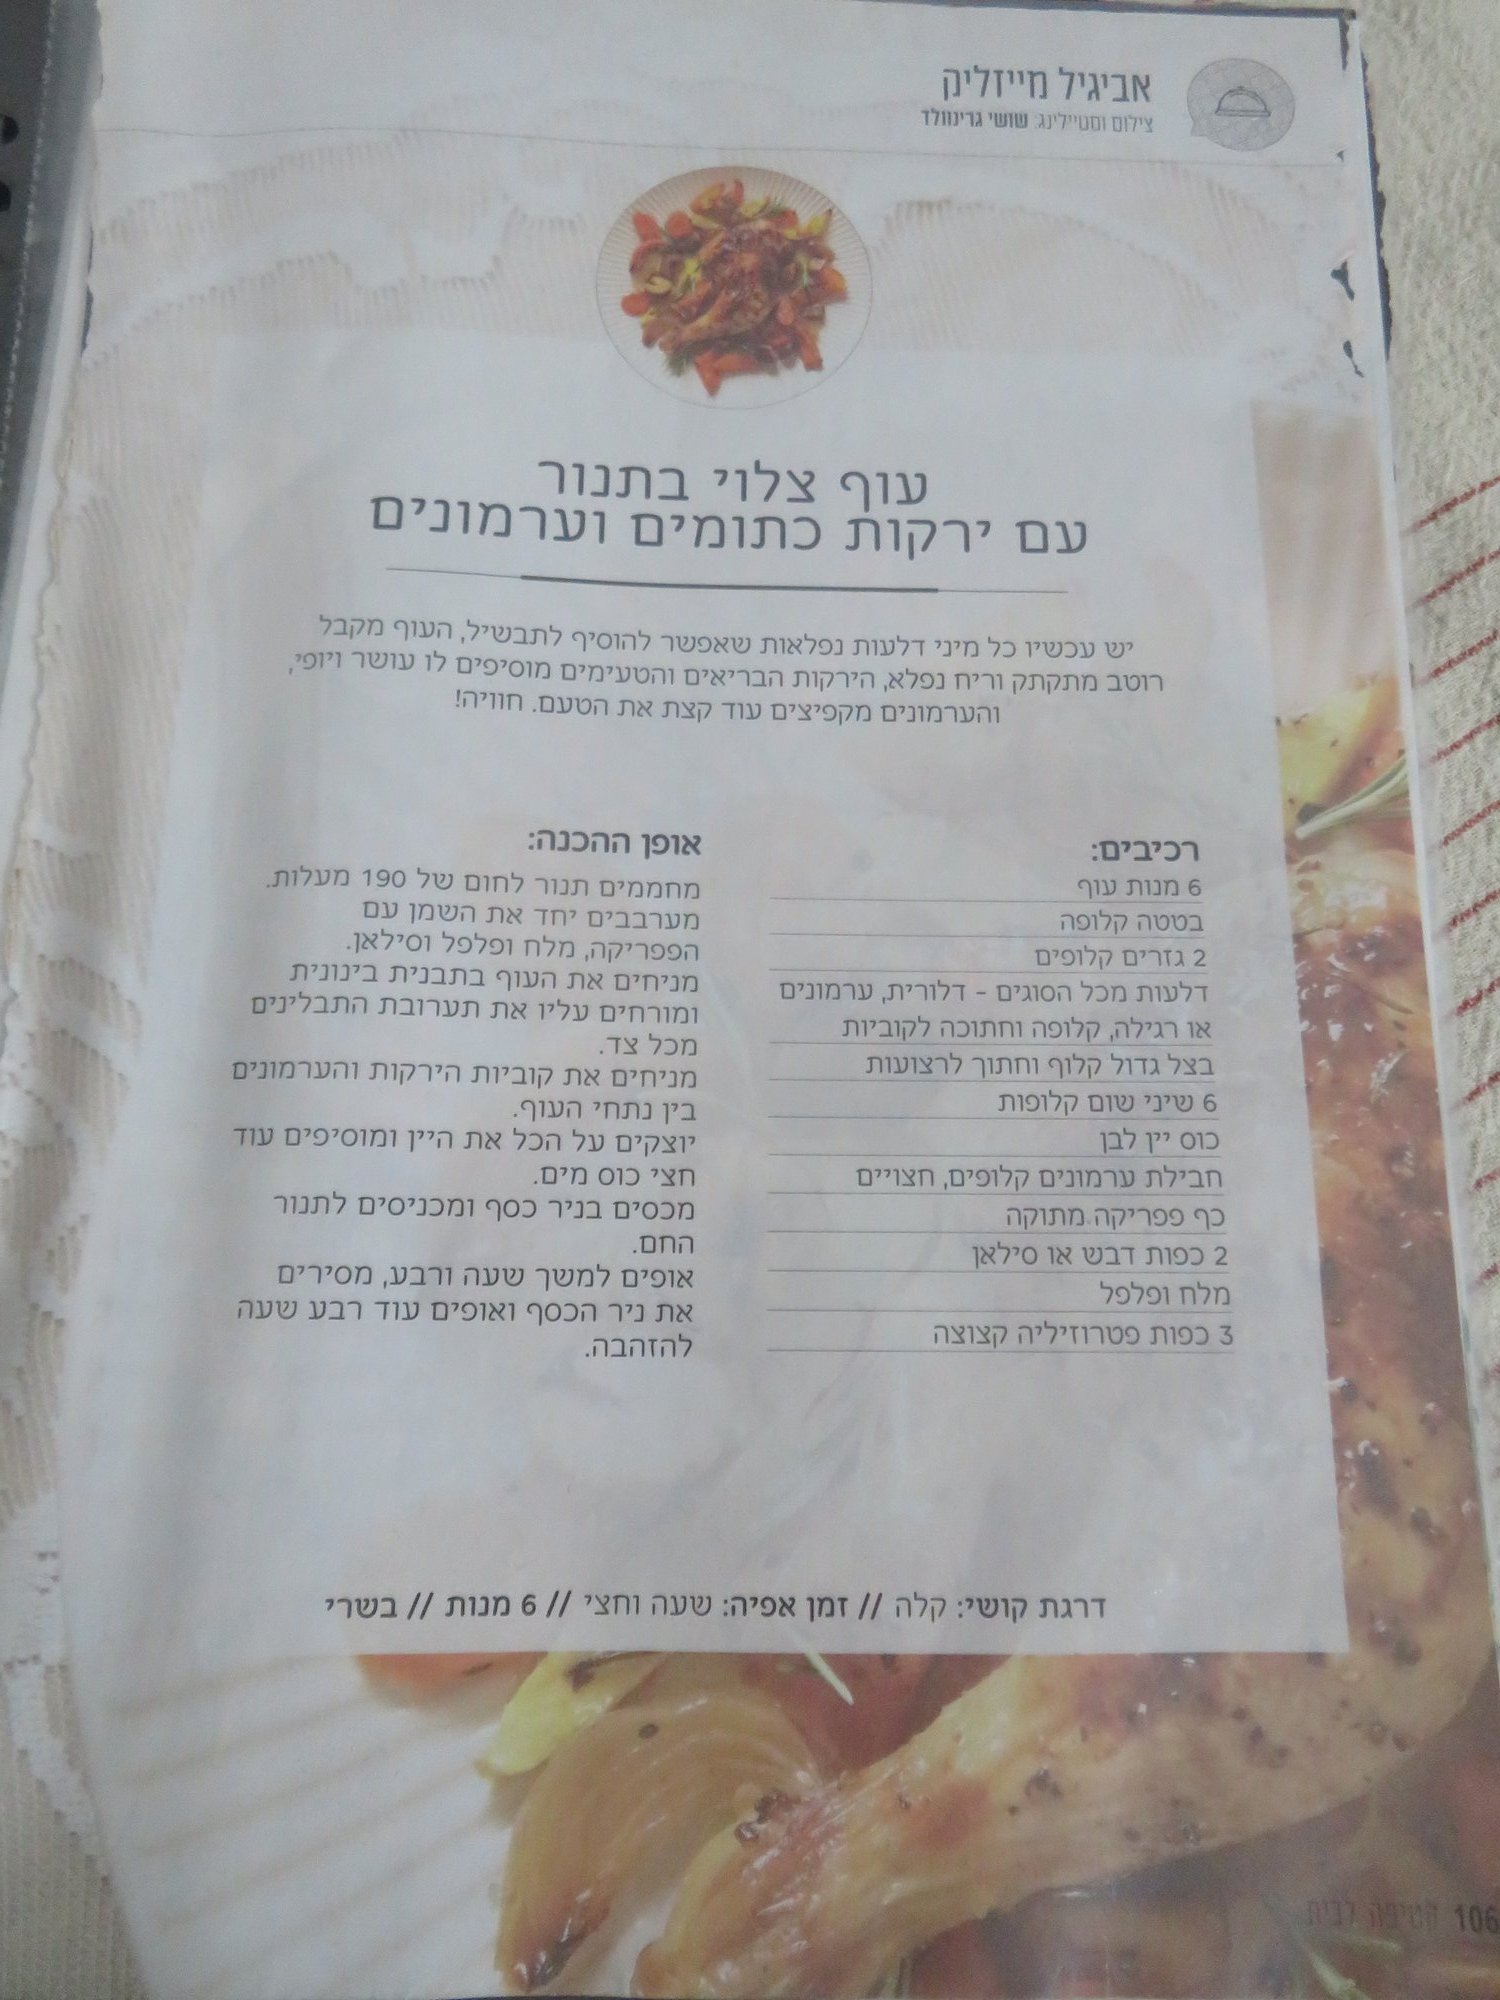 אביגיל מייזליק
צילום וסטיילינג: שושי גרינוולד
עוף צלוי בתנור
עם ירקות כתומים וערמונים
יש עכשיו כל מיני דלעות נפלאות שאפשר להוסיף לתבשיל, העוף מקבל
רוטב מתקתק וריח נפלא, הירקות הבריאים והטעימים מוסיפים לו עושר ויופי,
והערמונים מקפיצים עוד קצת את הטעם. חוויה!
רכיבים:
6 מנות עוף
בטטה קלופה
2 גזרים קלופים
דלעות מכל הסוגים - דלורית, ערמונים
או רגילה, קלופה וחתוכה לקוביות
בצל גדול קלוף וחתוך לרצועות
6 שיני שום קלופות
כוס יין לבן
חבילת ערמונים קלופים, חצויים
כף פפריקה מתוקה
2 כפות דבש או סילאן
מלח ופלפל
3 כפות פטרוזיליה קצוצה
אופן ההכנה:
מחממים תנור לחום של 190 מעלות.
מערבבים יחד את השמן עם
הפפריקה, מלח ופלפל וסילאן.
מניחים את העוף בתבנית בינונית
ומורחים עליו את תערובת התבלינים
מכל צד.
מניחים את קוביות הירקות והערמונים
בין נתחי העוף.
יוצקים על הכל את היין ומוסיפים עוד
חצי כוס מים.
מכסים בניר כסף ומכניסים לתנור
החם.
אופים למשך שעה ורבע, מסירים
את ניר הכסף ואופים עוד רבע שעה
להזהבה.
דרגת קושי: קלה // זמן אפיה: שעה וחצי // 6 מנות // בשרי
106 לבית